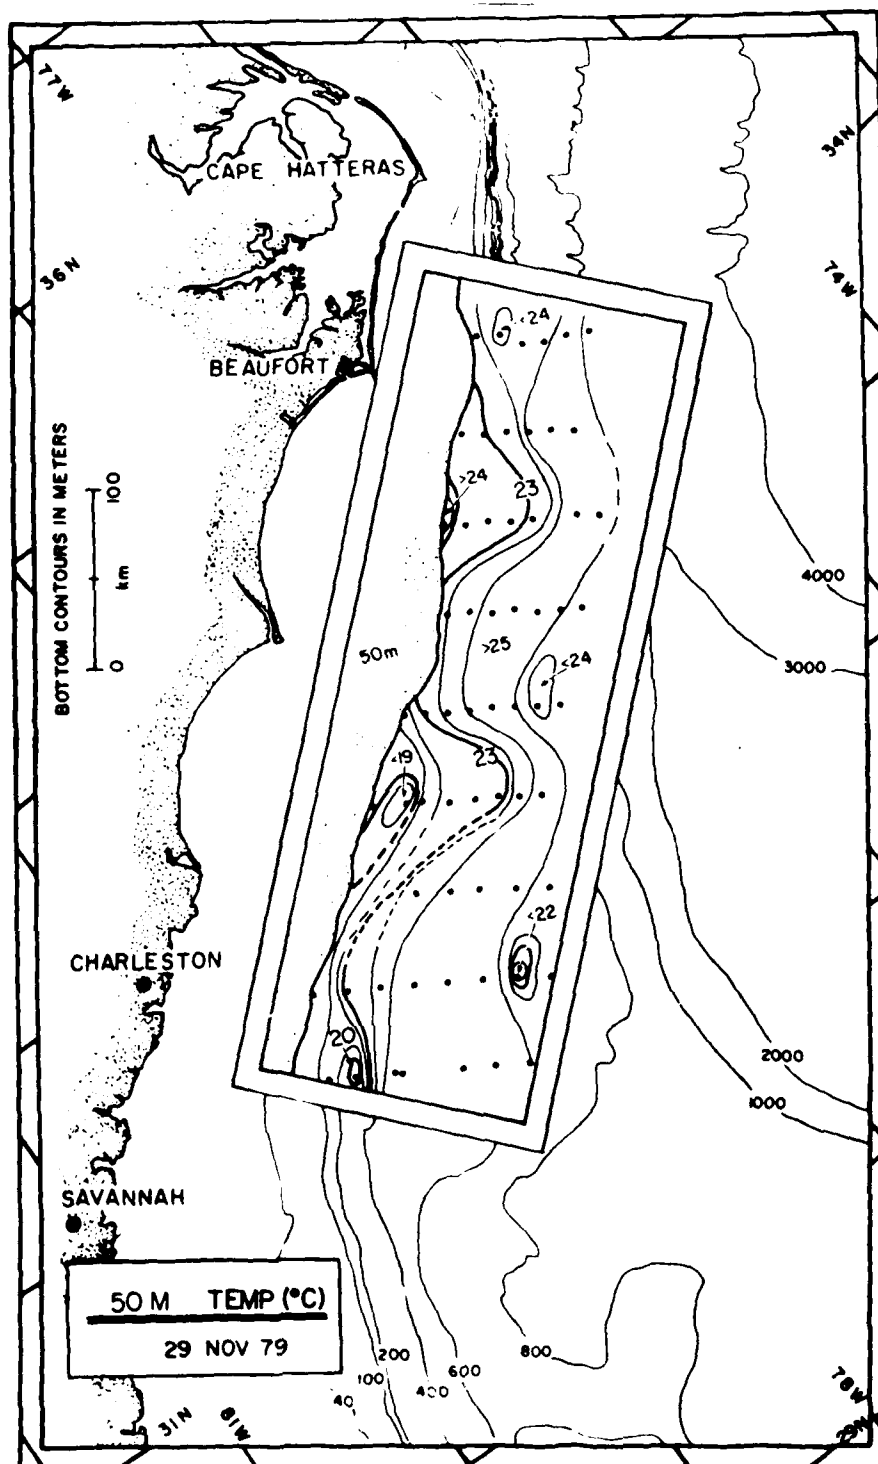 77W
34N
CAPE HATTERAS
36N
74W
<24
BEAUFORT
BOTTOM CONTOURS IN METERS
100
km
0
>24
23
4000
50m
>25
<24
3000
<19
23
<22
CHARLESTON
20
2000
1000
SAVANNAH
50 M TEMP (°C)
29 NOV 79
200
100
40
400
600
800
31N
81W
78W
29N